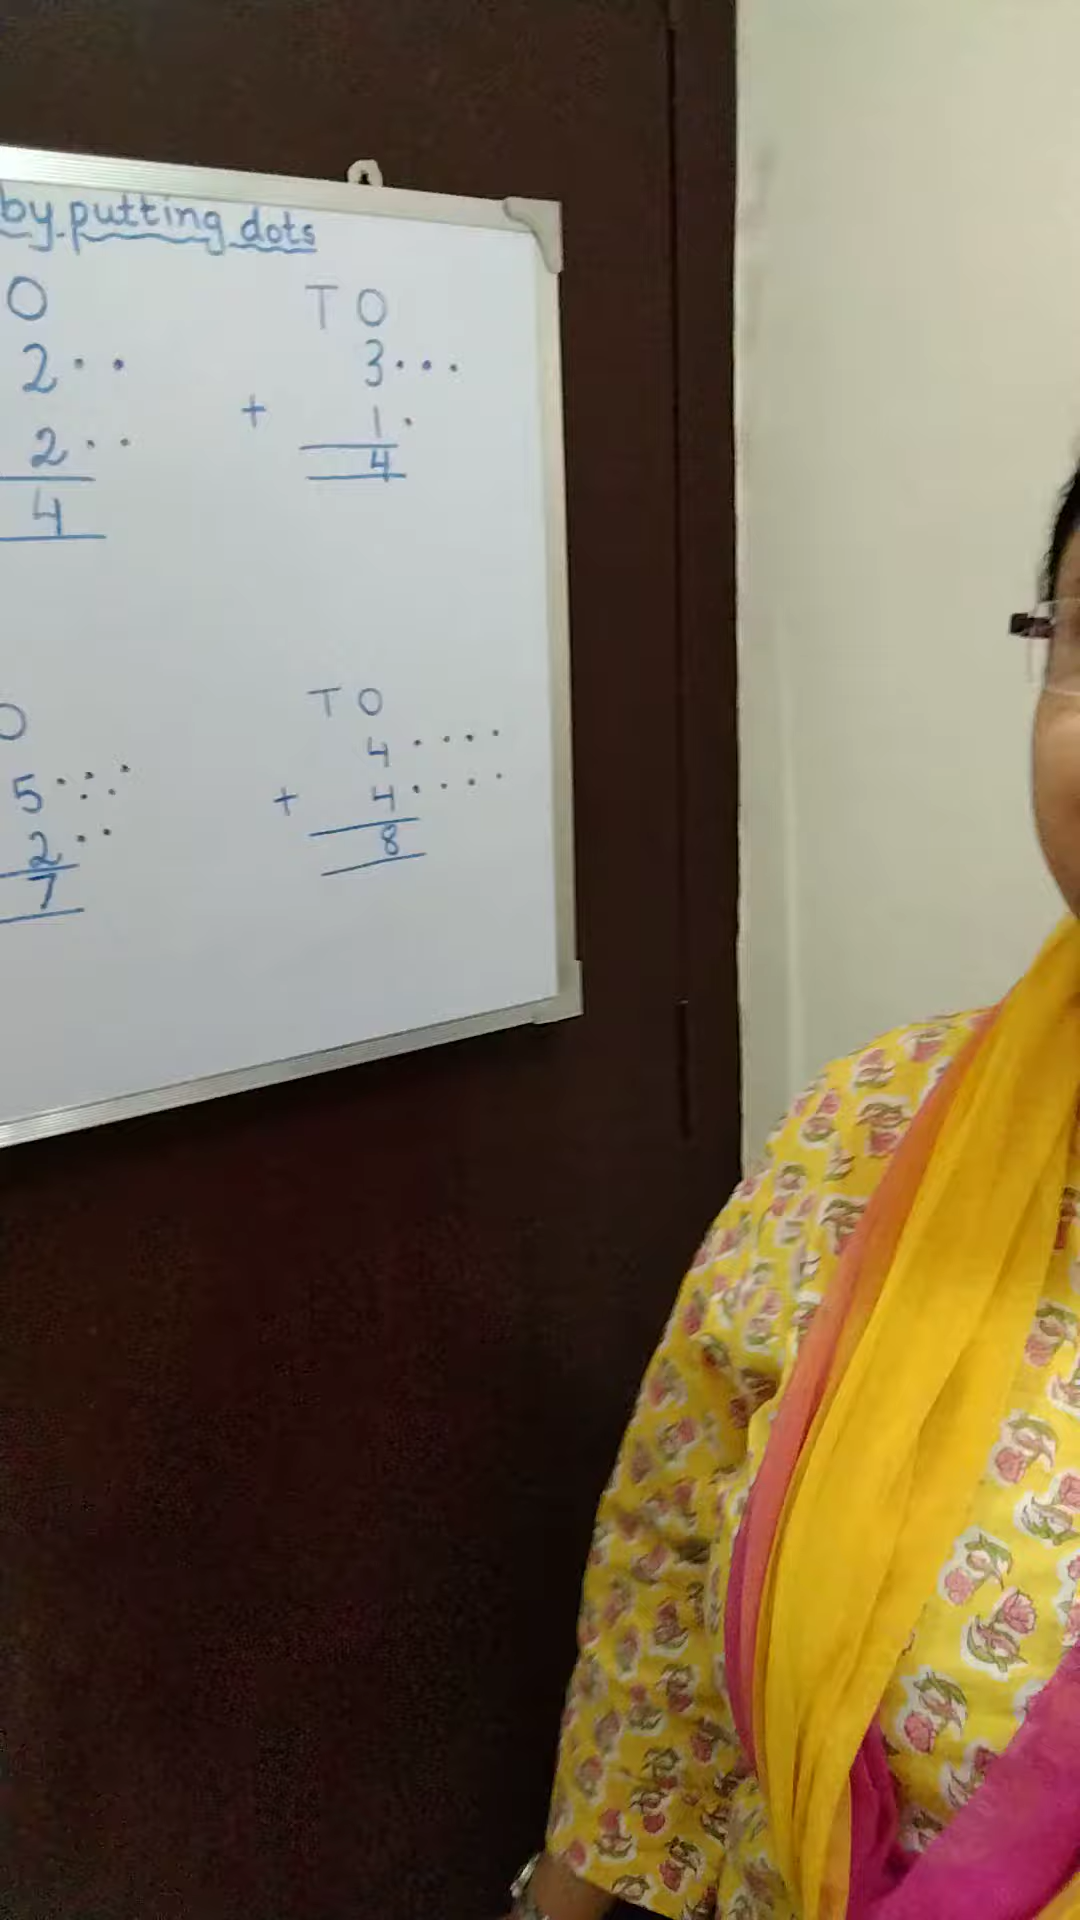 by putting dots
O
2 • •
2 • •
4
T O
3 • • •
+ 1 •
4
O
5 • • • • •
2 • •
7
T O
4 • • • •
+ 4 • • • •
8